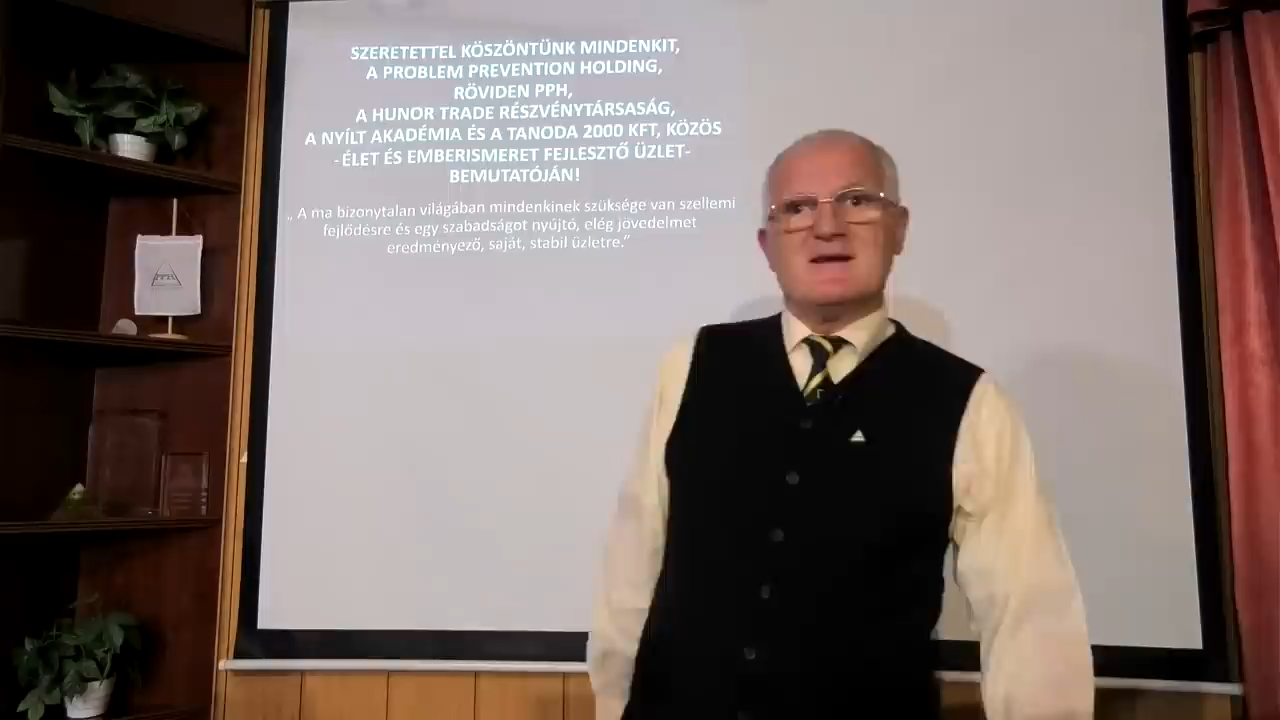 SZERETETTEL KÖSZÖNTÜNK MINDENKIT,
A PROBLEM PREVENTION HOLDING,
RÖVIDEN PPH,
A HUNOR TRADE RÉSZVÉNYTÁRSASÁG,
A NYÍLT AKADÉMIA ÉS A TANODA 2000 KFT, KÖZÖS
-ÉLET ÉS EMBERISMERET FEJLESZTŐ ÜZLET-
BEMUTATÓJÁN!
„ A ma bizonytalan világában mindenkinek szüksége van szellemi
fejlődésre és egy szabadságot nyújtó, elég jövedelmet
eredményező, saját, stabil üzletre.”